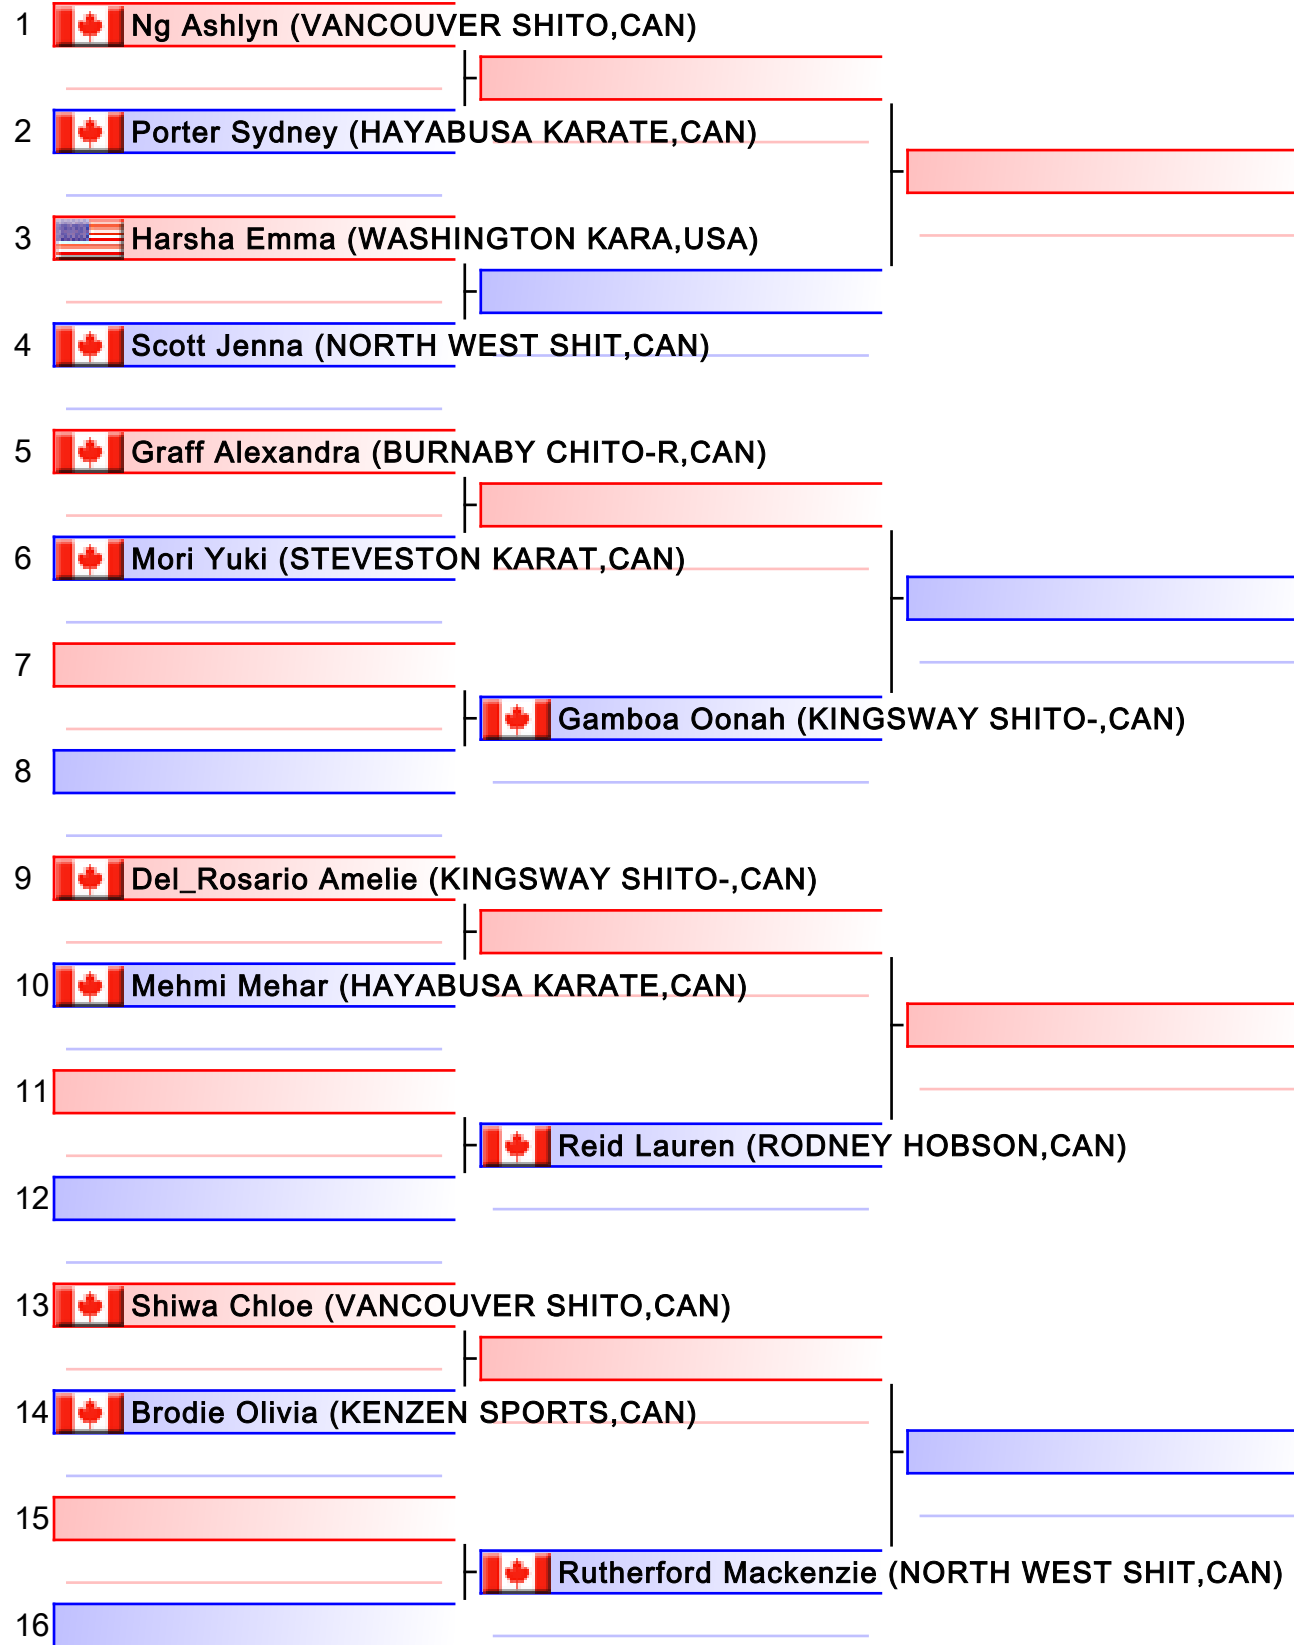 1 Ng Ashlyn (VANCOUVER SHITO,CAN)
2 Porter Sydney (HAYABUSA KARATE,CAN)
3 Harsha Emma (WASHINGTON KARA,USA)
4 Scott Jenna (NORTH WEST SHIT,CAN)
5 Graff Alexandra (BURNABY CHITO-R,CAN)
6 Mori Yuki (STEVESTON KARAT,CAN)
7
Gamboa Oonah (KINGSWAY SHITO-,CAN)
8
9 Del_Rosario Amelie (KINGSWAY SHITO-,CAN)
10 Mehmi Mehar (HAYABUSA KARATE,CAN)
11
Reid Lauren (RODNEY HOBSON,CAN)
12
13 Shiwa Chloe (VANCOUVER SHITO,CAN)
14 Brodie Olivia (KENZEN SPORTS,CAN)
15
Rutherford Mackenzie (NORTH WEST SHIT,CAN)
16